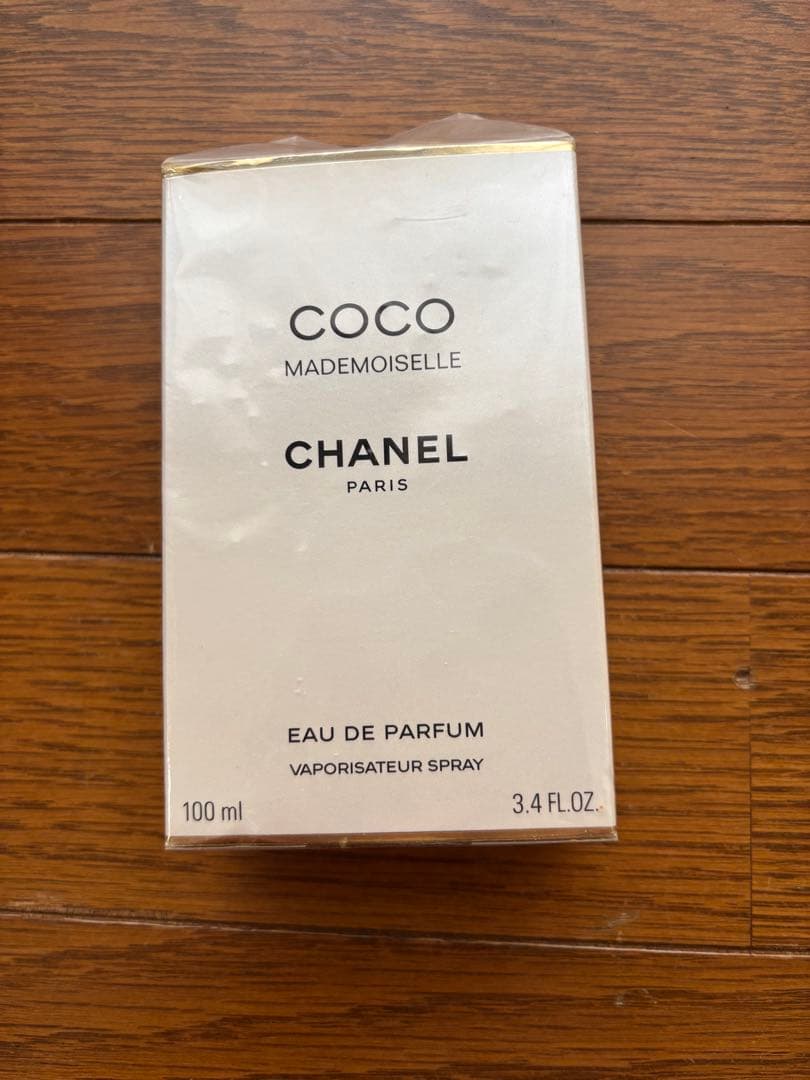 COCO
MADEMOISELLE
CHANEL
PARIS
EAU DE PARFUM
VAPORISATEUR SPRAY
100 ml
3.4 FL.OZ.